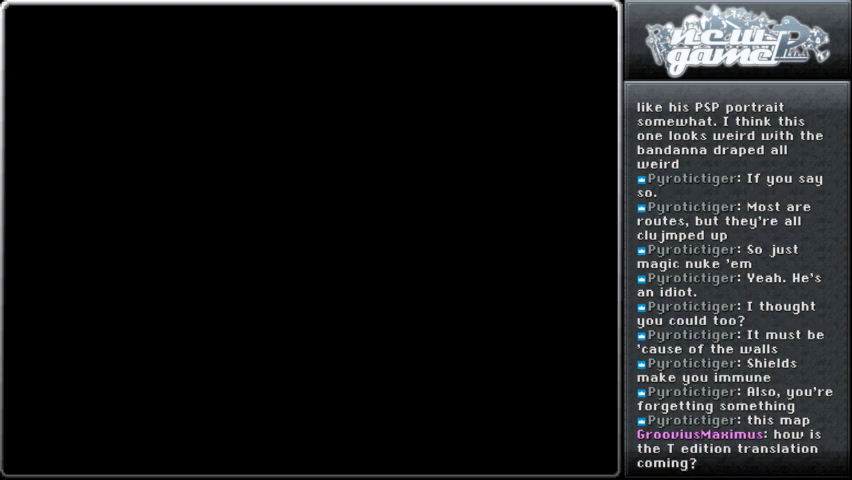 new
game Plus
like his PSP portrait
somewhat. I think this
one looks weird with the
bandanna draped all
weird
Pyrotictiger: If you say
so.
Pyrotictiger: Most are
routes, but they're all
clujmped up
Pyrotictiger: So just
magic nuke 'em
Pyrotictiger: Yeah. He's
an idiot.
Pyrotictiger: I thought
you could too?
Pyrotictiger: It must be
'cause of the walls
Pyrotictiger: Shields
make you immune
Pyrotictiger: Also, you're
forgetting something
Pyrotictiger: this map
GrooviusMaximus: how is
the T edition translation
coming?